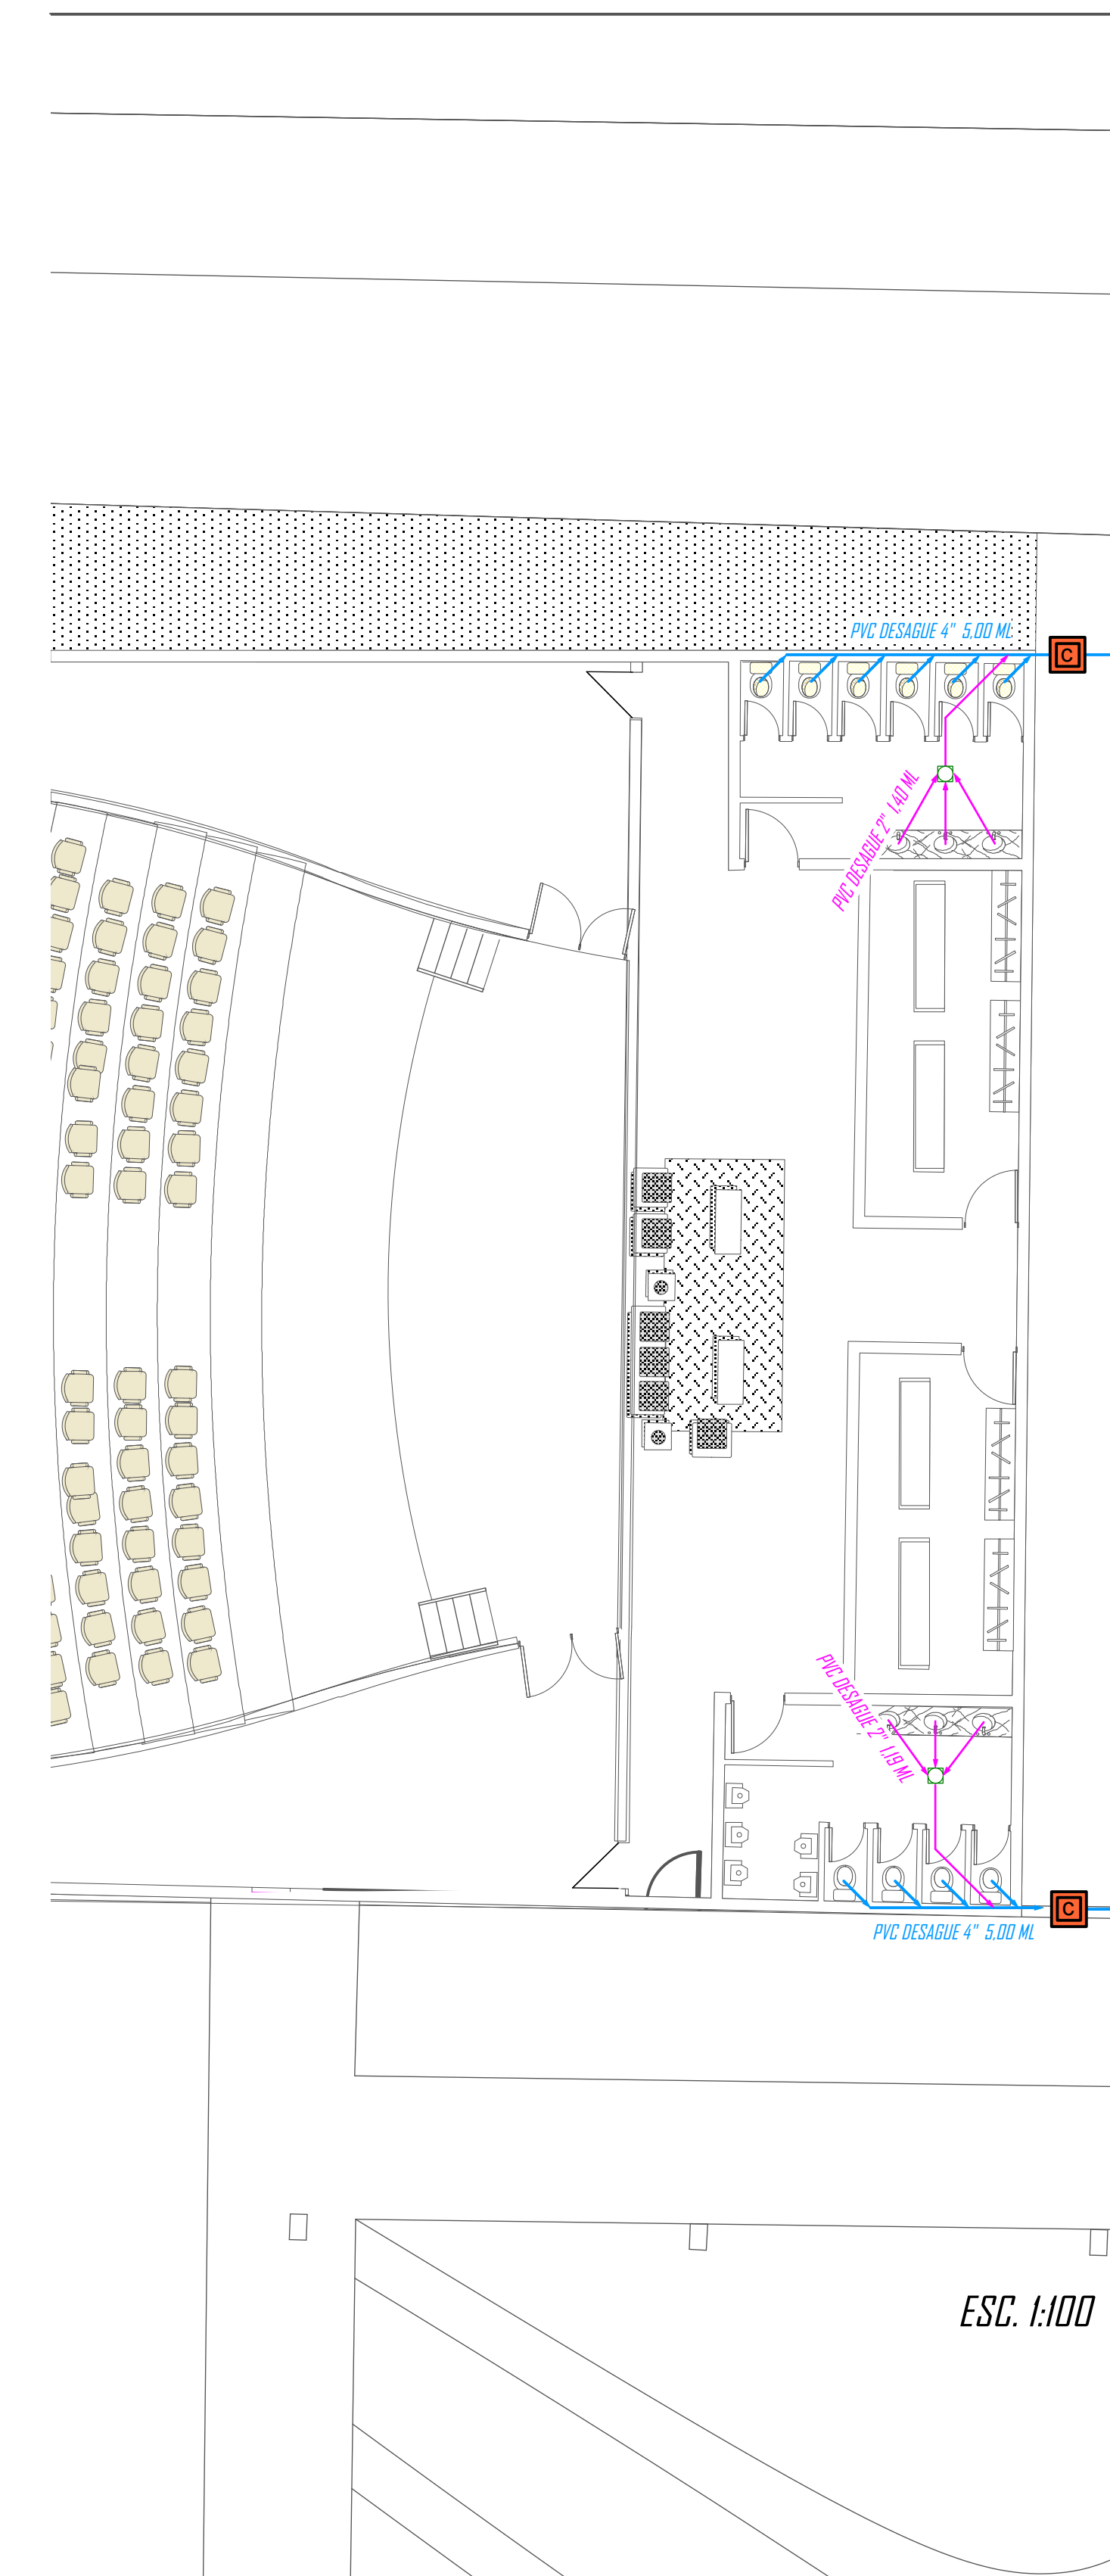 PVC DESAGUE 4" 5,00 ML
C
PVC DESAGUE 2" 1,40 ML
PVC DESAGUE 2" 1,19 ML
C
PVC DESAGUE 4" 5,00 ML
ESC. 1:100